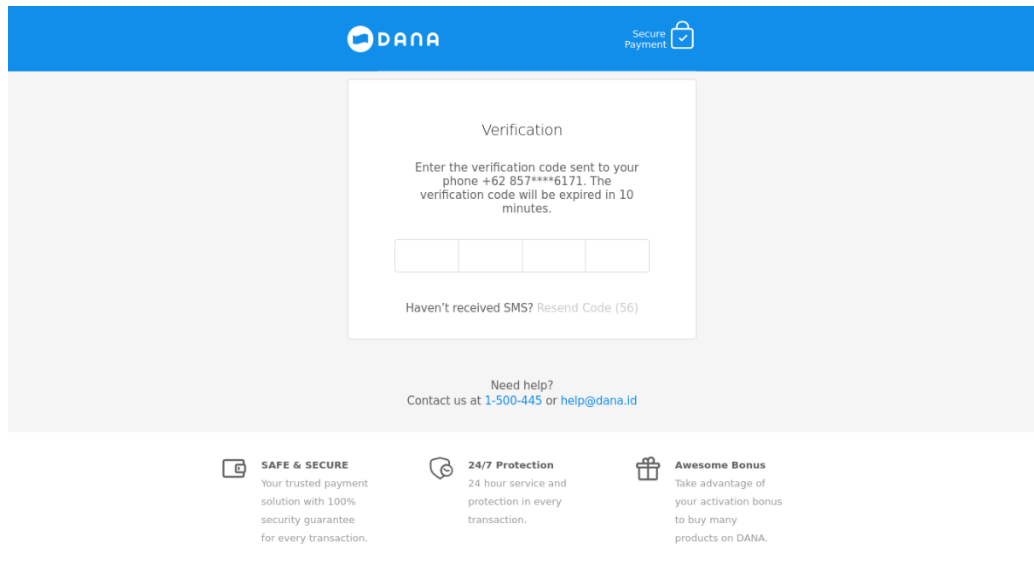 DANA
Secure
Payment
Verification
Enter the verification code sent to your
phone +62 857****6171. The
verification code will be expired in 10
minutes.
Haven’t received SMS? Resend Code (56)
Need help?
Contact us at 1-500-445 or help@dana.id
SAFE & SECURE
Your trusted payment
solution with 100%
security guarantee
for every transaction.
24/7 Protection
24 hour service and
protection in every
transaction.
Awesome Bonus
Take advantage of
your activation bonus
to buy many
products on DANA.